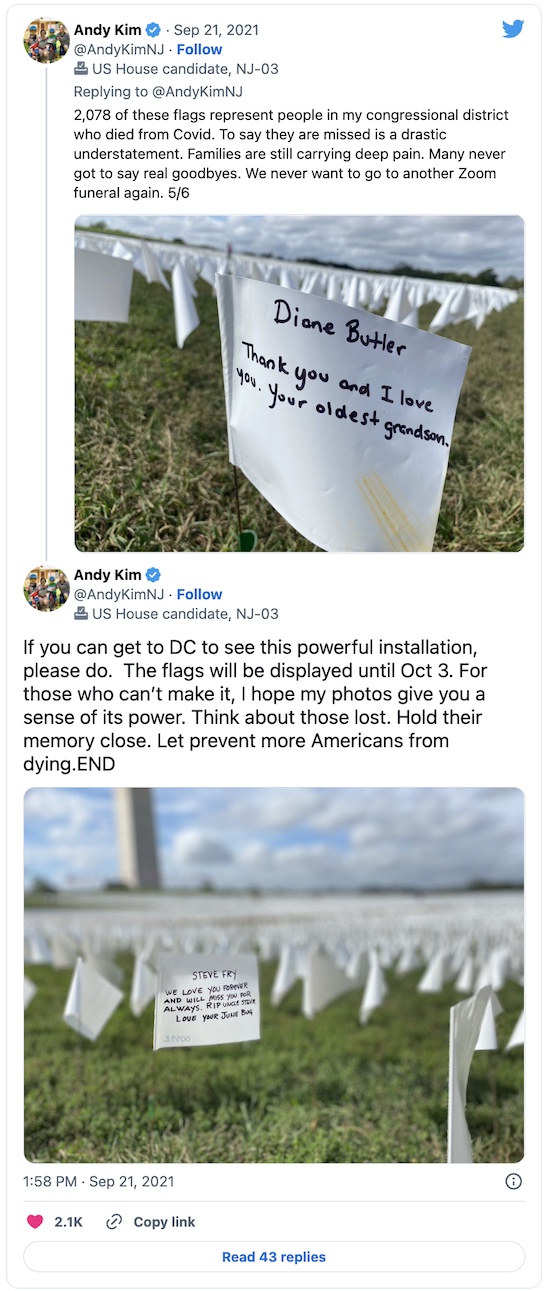 Andy Kim · Sep 21, 2021
@AndyKimNJ · Follow
US House candidate, NJ-03
Replying to @AndyKimNJ
2,078 of these flags represent people in my congressional district
who died from Covid. To say they are missed is a drastic
understatement. Families are still carrying deep pain. Many never
got to say real goodbyes. We never want to go to another Zoom
funeral again. 5/6
Diane Butler
Thank you and I love
you. Your oldest grandson.
Andy Kim
@AndyKimNJ · Follow
US House candidate, NJ-03
If you can get to DC to see this powerful installation,
please do.  The flags will be displayed until Oct 3. For
those who can’t make it, I hope my photos give you a
sense of its power. Think about those lost. Hold their
memory close. Let prevent more Americans from
dying.END
STEVE FRY
WE LOVE YOU FOREVER
AND WILL MISS YOU FOR
ALWAYS. RIP UNCLE STEVE
LOVE YOUR JUNE BUG
1:58 PM · Sep 21, 2021
2.1K Copy link
Read 43 replies